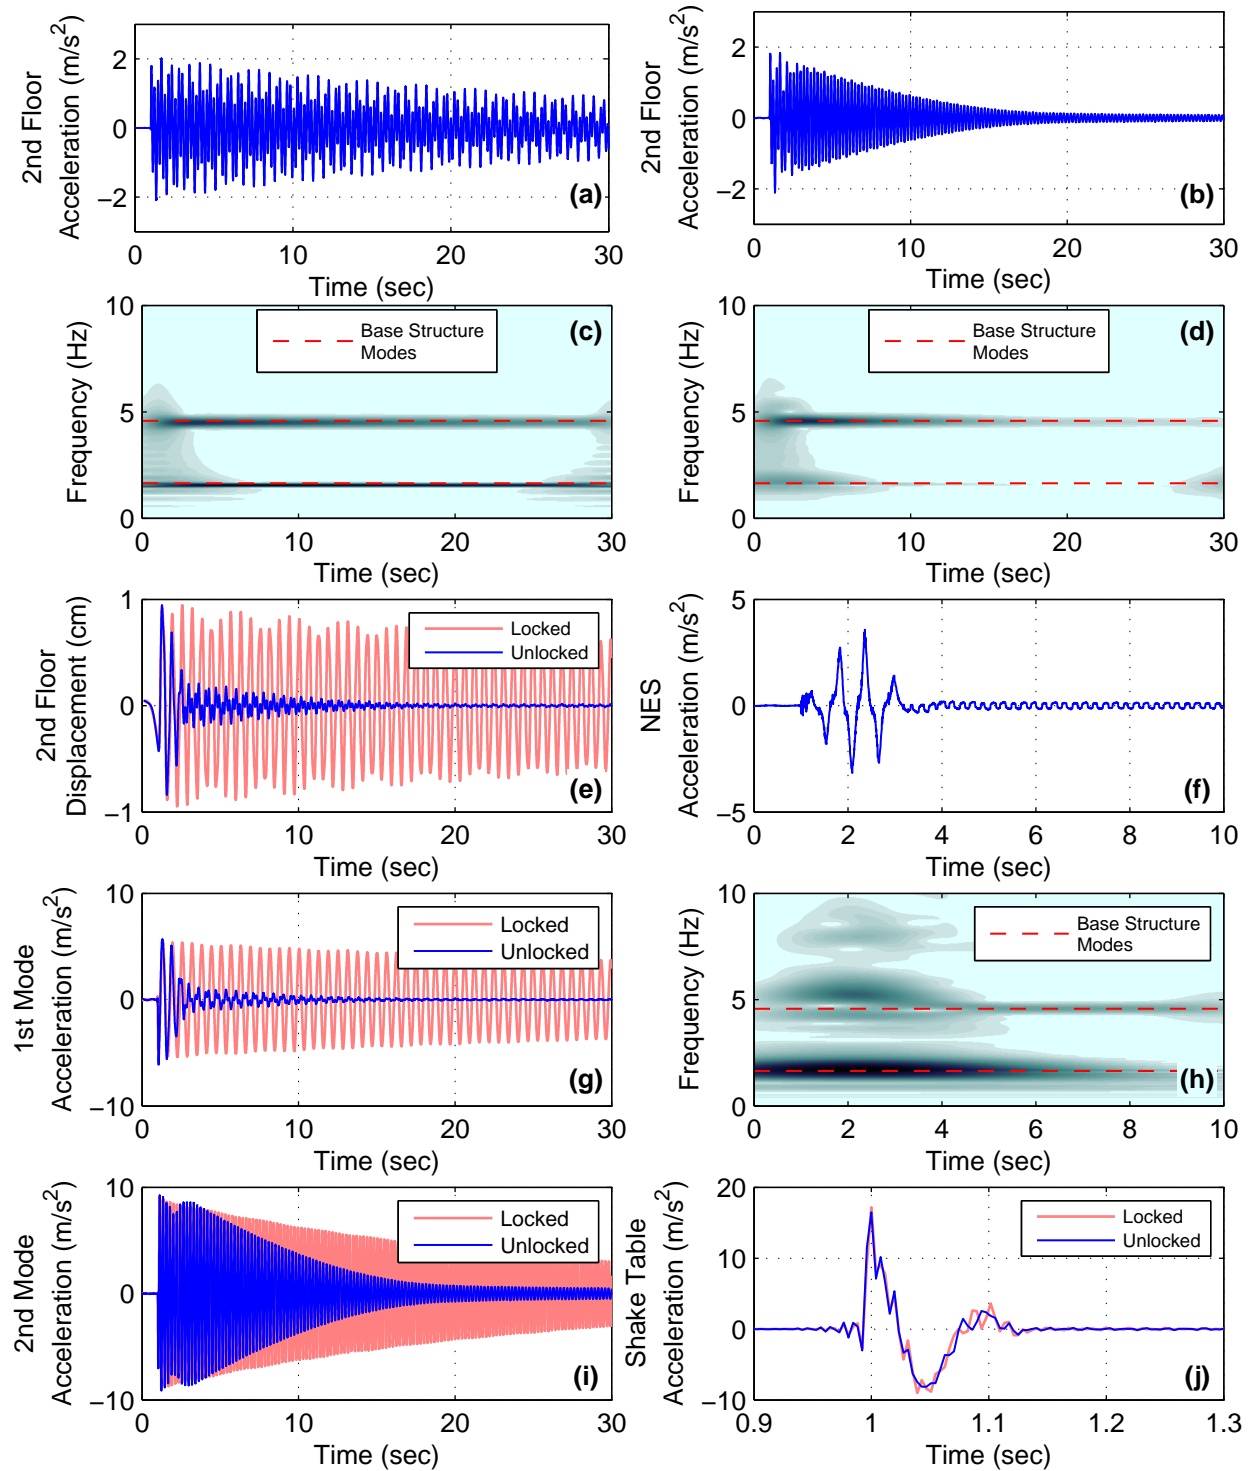 2nd Floor
Acceleration (m/s²)
2
0
−2
10
20
30
Time (sec)
(a)
2nd Floor
Acceleration (m/s²)
2
0
−2
0
10
20
30
Time (sec)
(b)
Frequency (Hz)
10
5
0
0
10
20
30
Time (sec)
Base Structure
Modes
(c)
Frequency (Hz)
10
5
0
0
10
20
30
Time (sec)
Base Structure
Modes
(d)
2nd Floor
Displacement (cm)
1
0
−1
0
10
20
30
Time (sec)
Locked
Unlocked
(e)
NES
Acceleration (m/s²)
5
0
−5
0
2
4
6
8
10
Time (sec)
(f)
1st Mode
Acceleration (m/s²)
10
0
−10
0
10
20
30
Time (sec)
Locked
Unlocked
(g)
Frequency (Hz)
10
5
0
0
2
4
6
8
10
Time (sec)
Base Structure
Modes
(h)
2nd Mode
Acceleration (m/s²)
10
0
−10
0
10
20
30
Time (sec)
Locked
Unlocked
(i)
Shake Table
Acceleration (m/s²)
20
10
0
−10
0.9
1
1.1
1.2
1.3
Time (sec)
Locked
Unlocked
(j)